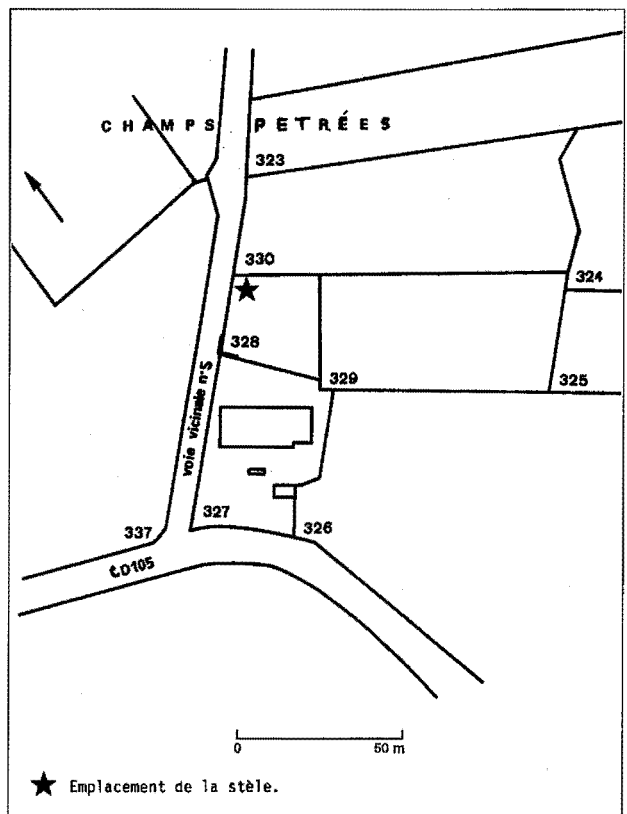 CHAMPS PETRÉES
323
330
324
328
329
325
voie vicinale n°5
327
326
337
CD105
0 50 m
Emplacement de la stèle.